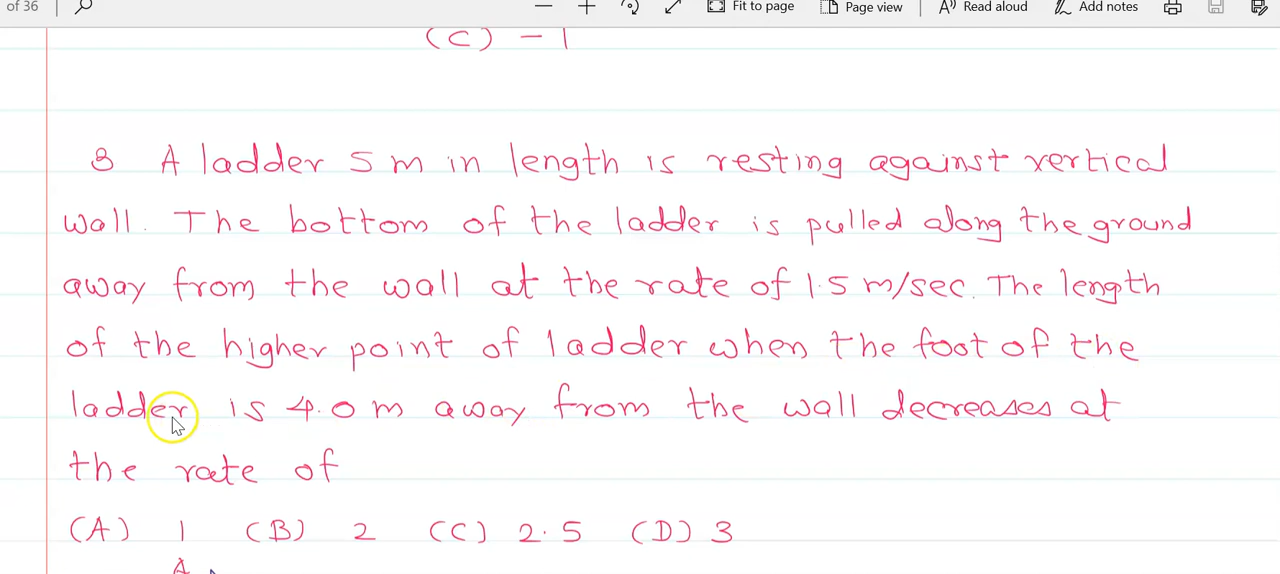 of 36
Fit to page
Page view
Read aloud
Add notes
(C) - 1
8 A ladder 5 m in length is resting against vertical
wall. The bottom of the ladder is pulled along the ground
away from the wall at the rate of 1.5 m/sec. The length
of the higher point of ladder when the foot of the
ladder is 4.0 m away from the wall decreases at
the rate of
(A) 1 (B) 2 (C) 2.5 (D) 3
A